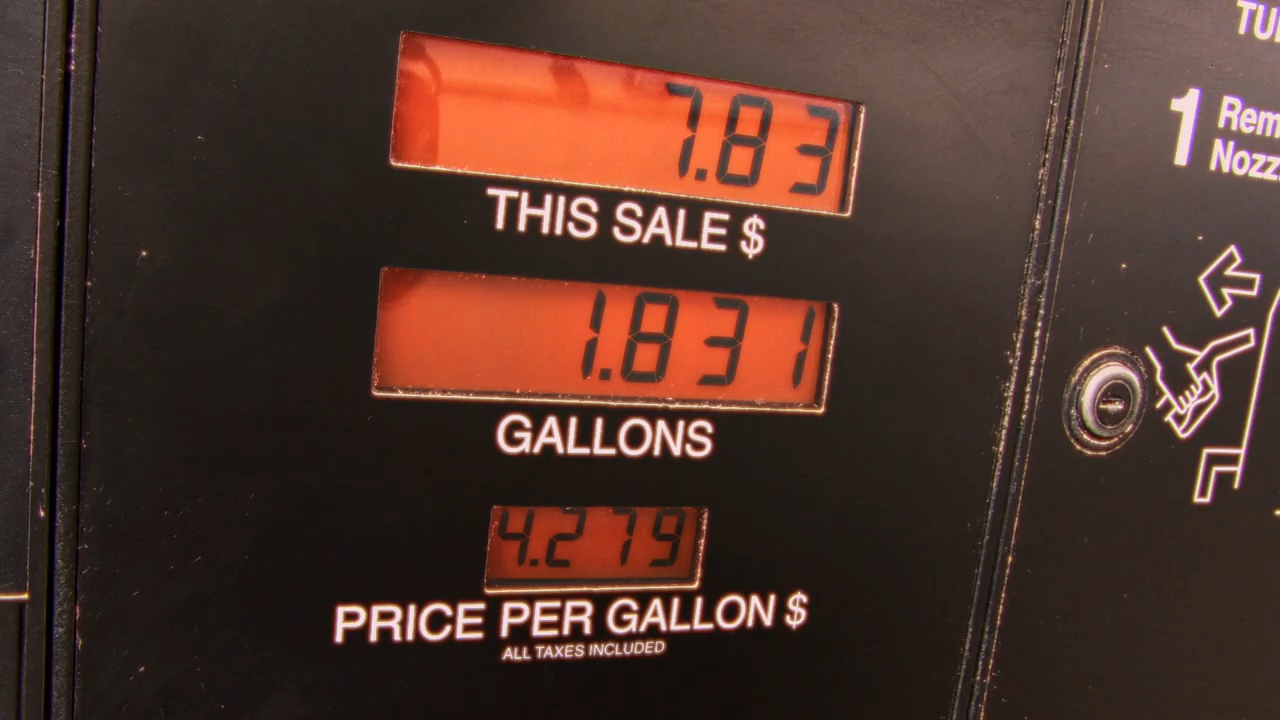 7.83
THIS SALE $
1.831
GALLONS
4.279
PRICE PER GALLON $
ALL TAXES INCLUDED
1